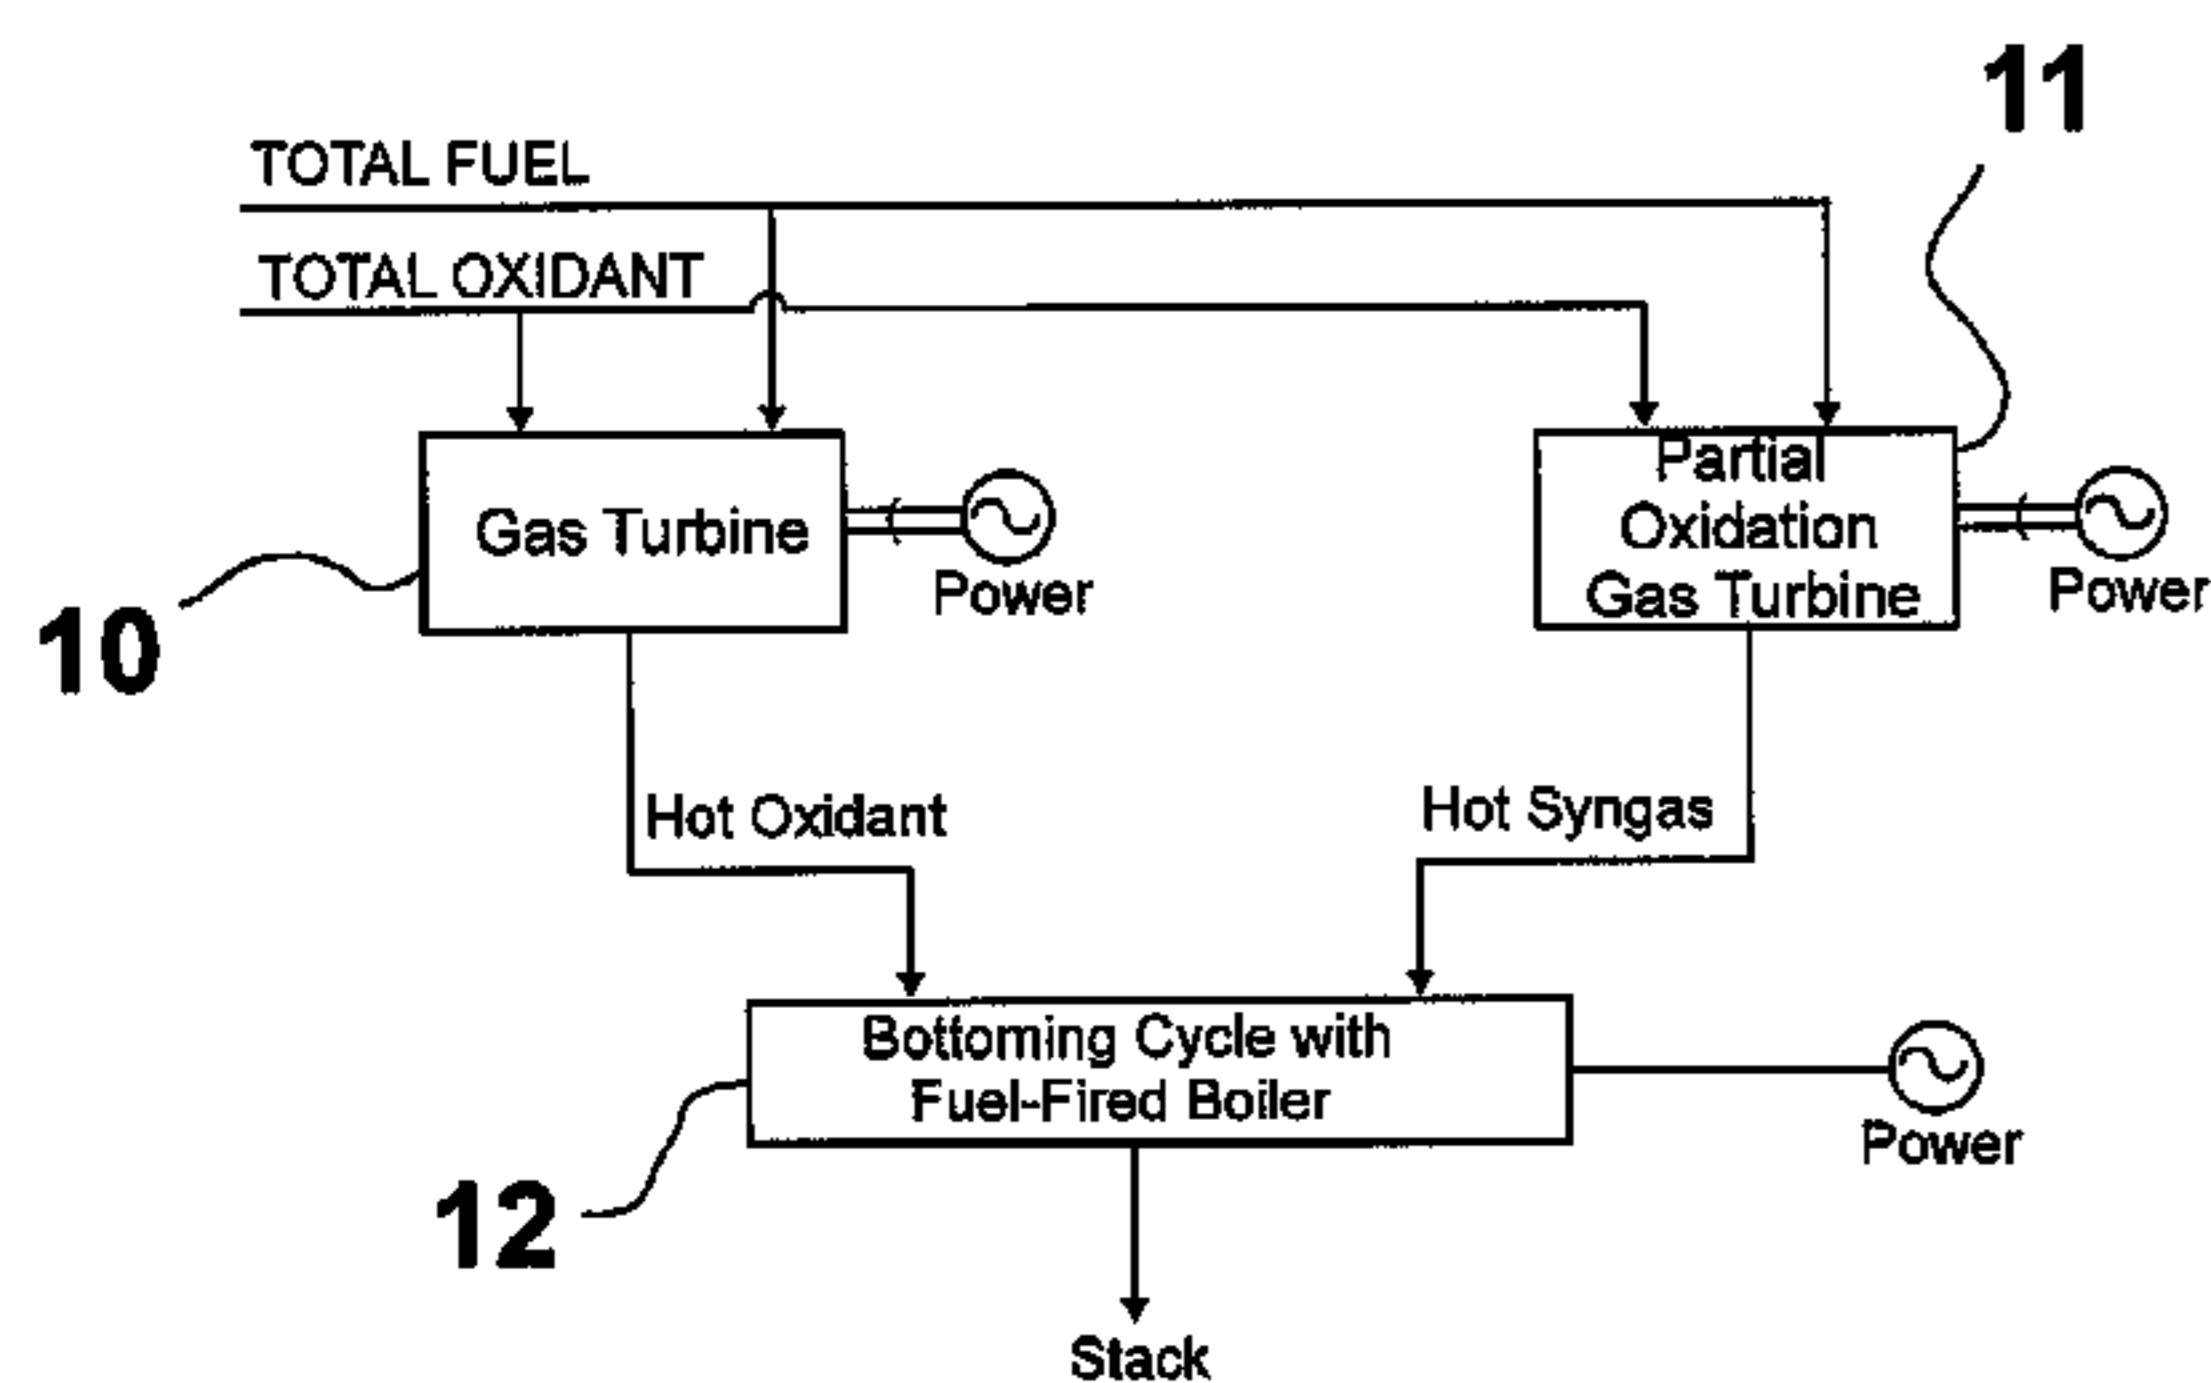 11
TOTAL FUEL
TOTAL OXIDANT
Gas Turbine
Power
Partial
Oxidation
Gas Turbine
Power
10
Hot Oxidant
Hot Syngas
Bottoming Cycle with
Fuel-Fired Boiler
Power
12
Stack